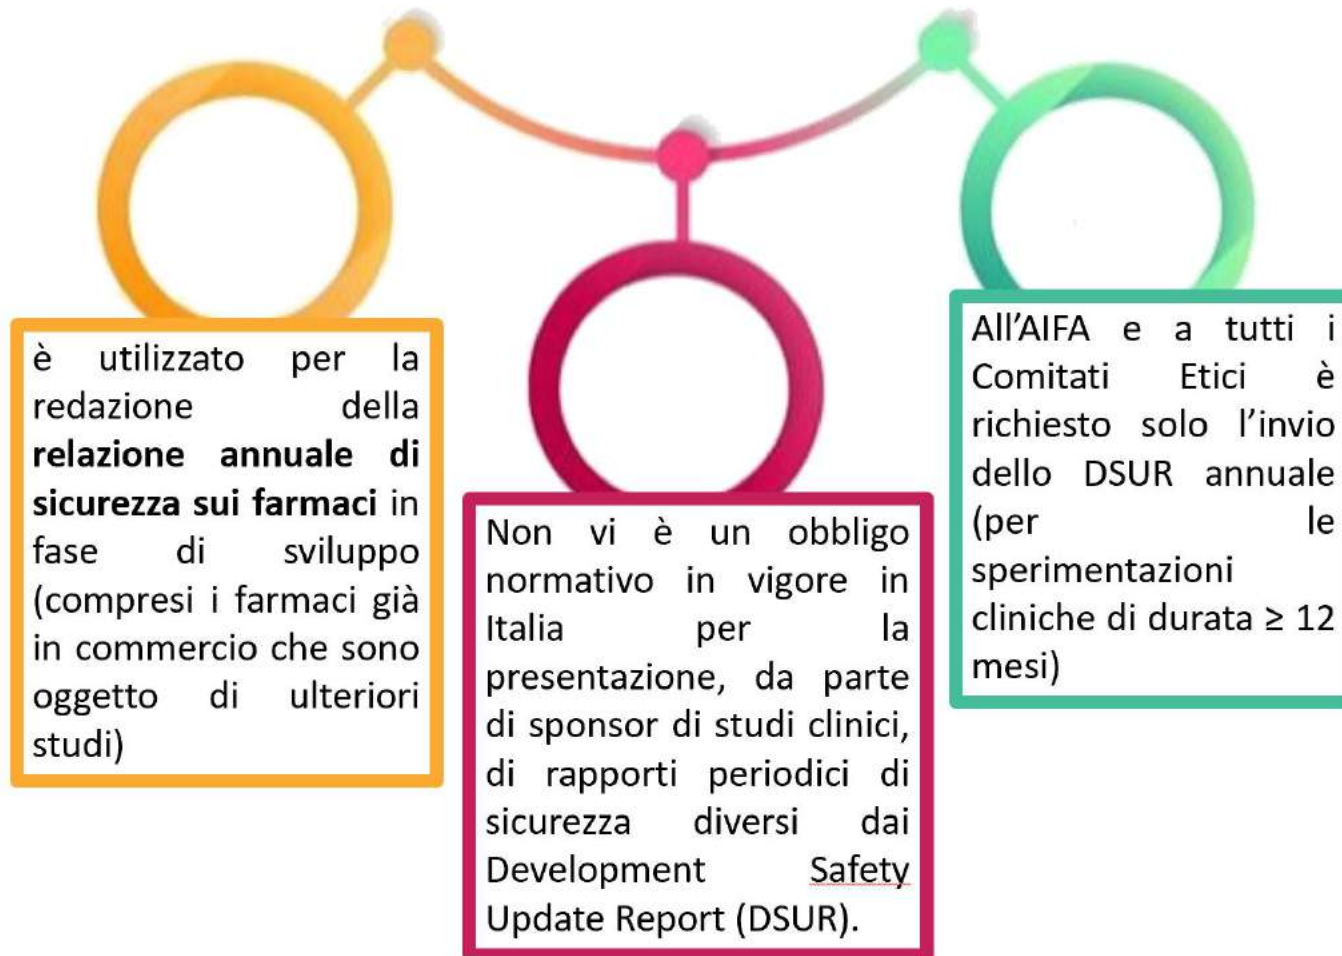 è utilizzato per la
redazione della
relazione annuale di
sicurezza sui farmaci in
fase di sviluppo
(compresi i farmaci già
in commercio che sono
oggetto di ulteriori
studi)
Non vi è un obbligo
normativo in vigore in
Italia per la
presentazione, da parte
di sponsor di studi clinici,
di rapporti periodici di
sicurezza diversi dai
Development Safety
Update Report (DSUR).
All’AIFA e a tutti i
Comitati Etici è
richiesto solo l’invio
dello DSUR annuale
(per le
sperimentazioni
cliniche di durata ≥ 12
mesi)